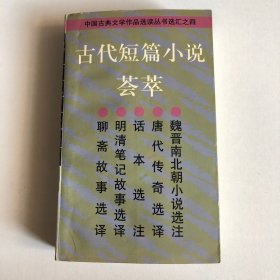 中国古典文学作品选读丛书选汇之四
古代短篇小说
荟萃
魏晋南北朝小说选注
唐代传奇选译
话本选注
明清笔记故事选译
聊斋故事选译